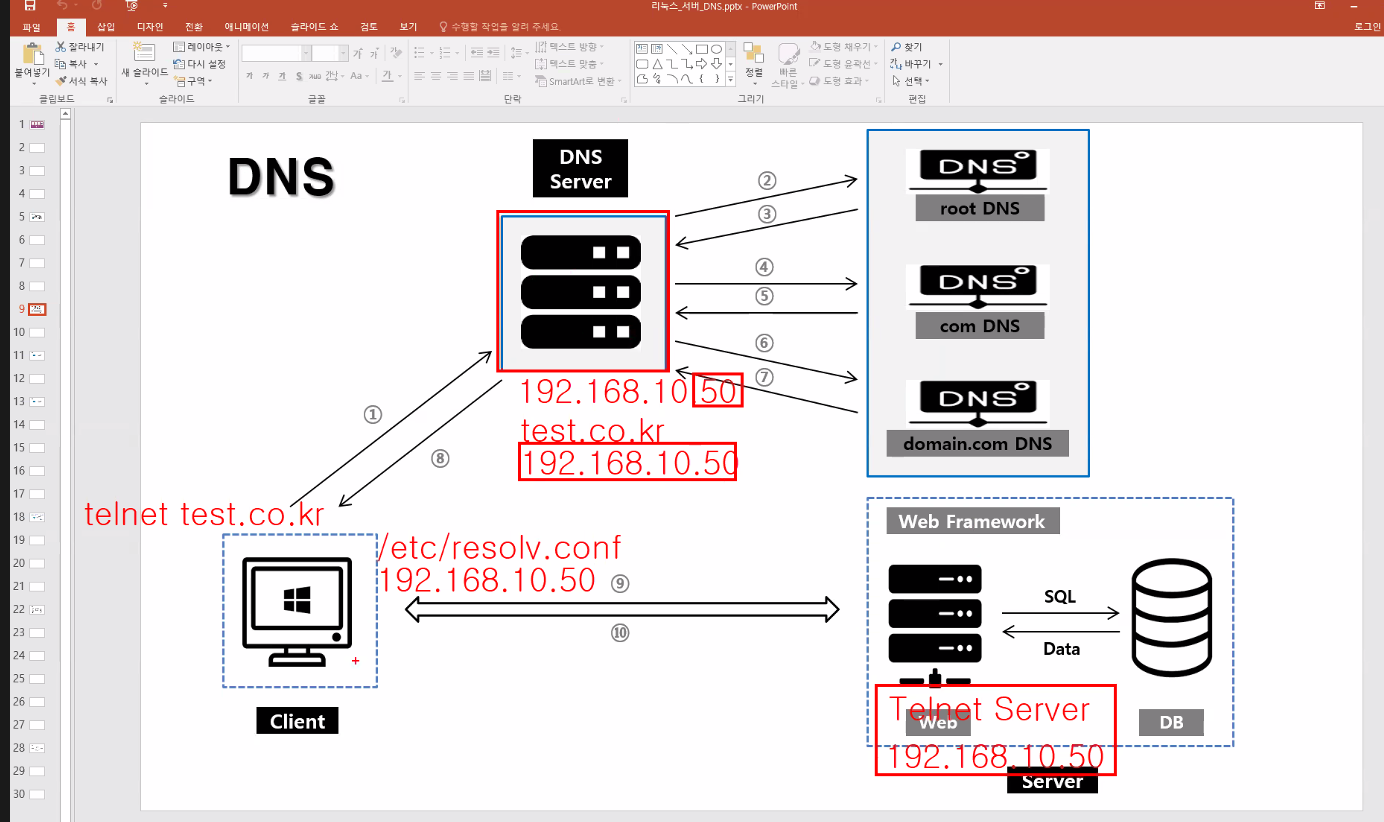 리눅스_서버_DNS.pptx - PowerPoint
파일 홈 삽입 디자인 전환 애니메이션 슬라이드 쇼 검토 보기 수행할 작업을 알려 주세요. 로그인
붙여넣기 잘라내기 복사 서식 복사 클립보드
새 슬라이드 레이아웃 다시 설정 구역 슬라이드
가 가 가 S Aa 가 글꼴
텍스트 방향 텍스트 맞춤 SmartArt로 변환 단락
정렬 빠른 스타일 도형 채우기 도형 윤곽선 도형 효과 그리기
찾기 바꾸기 선택 편집
1
2
3
4
5
6
7
8
9
10
11
12
13
14
15
16
17
18
19
20
21
22
23
24
25
26
27
28
29
30
DNS
DNS
Server
②
③
④
⑤
⑥
⑦
①
⑧
DNS
root DNS
DNS
com DNS
DNS
domain.com DNS
192.168.10.50
test.co.kr
192.168.10.50
telnet test.co.kr
/etc/resolv.conf
192.168.10.50
⑨
⑩
Client
Web Framework
SQL
Data
Telnet Server
Web
DB
192.168.10.50
Server